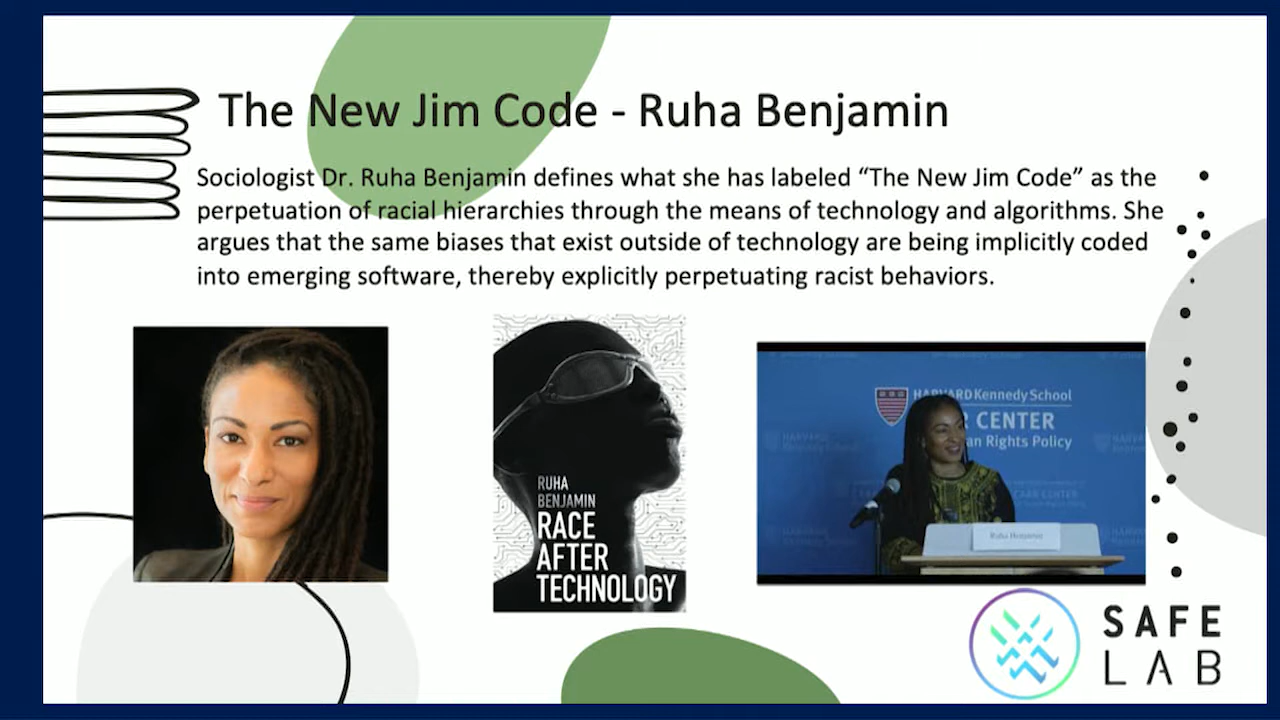 The New Jim Code - Ruha Benjamin
Sociologist Dr. Ruha Benjamin defines what she has labeled “The New Jim Code” as the
perpetuation of racial hierarchies through the means of technology and algorithms. She
argues that the same biases that exist outside of technology are being implicitly coded
into emerging software, thereby explicitly perpetuating racist behaviors.
RUHA
BENJAMIN
RACE
AFTER
TECHNOLOGY
HARVARD Kennedy School
CENTER
Rights Policy
Ruha Benjamin
SAFE
LAB